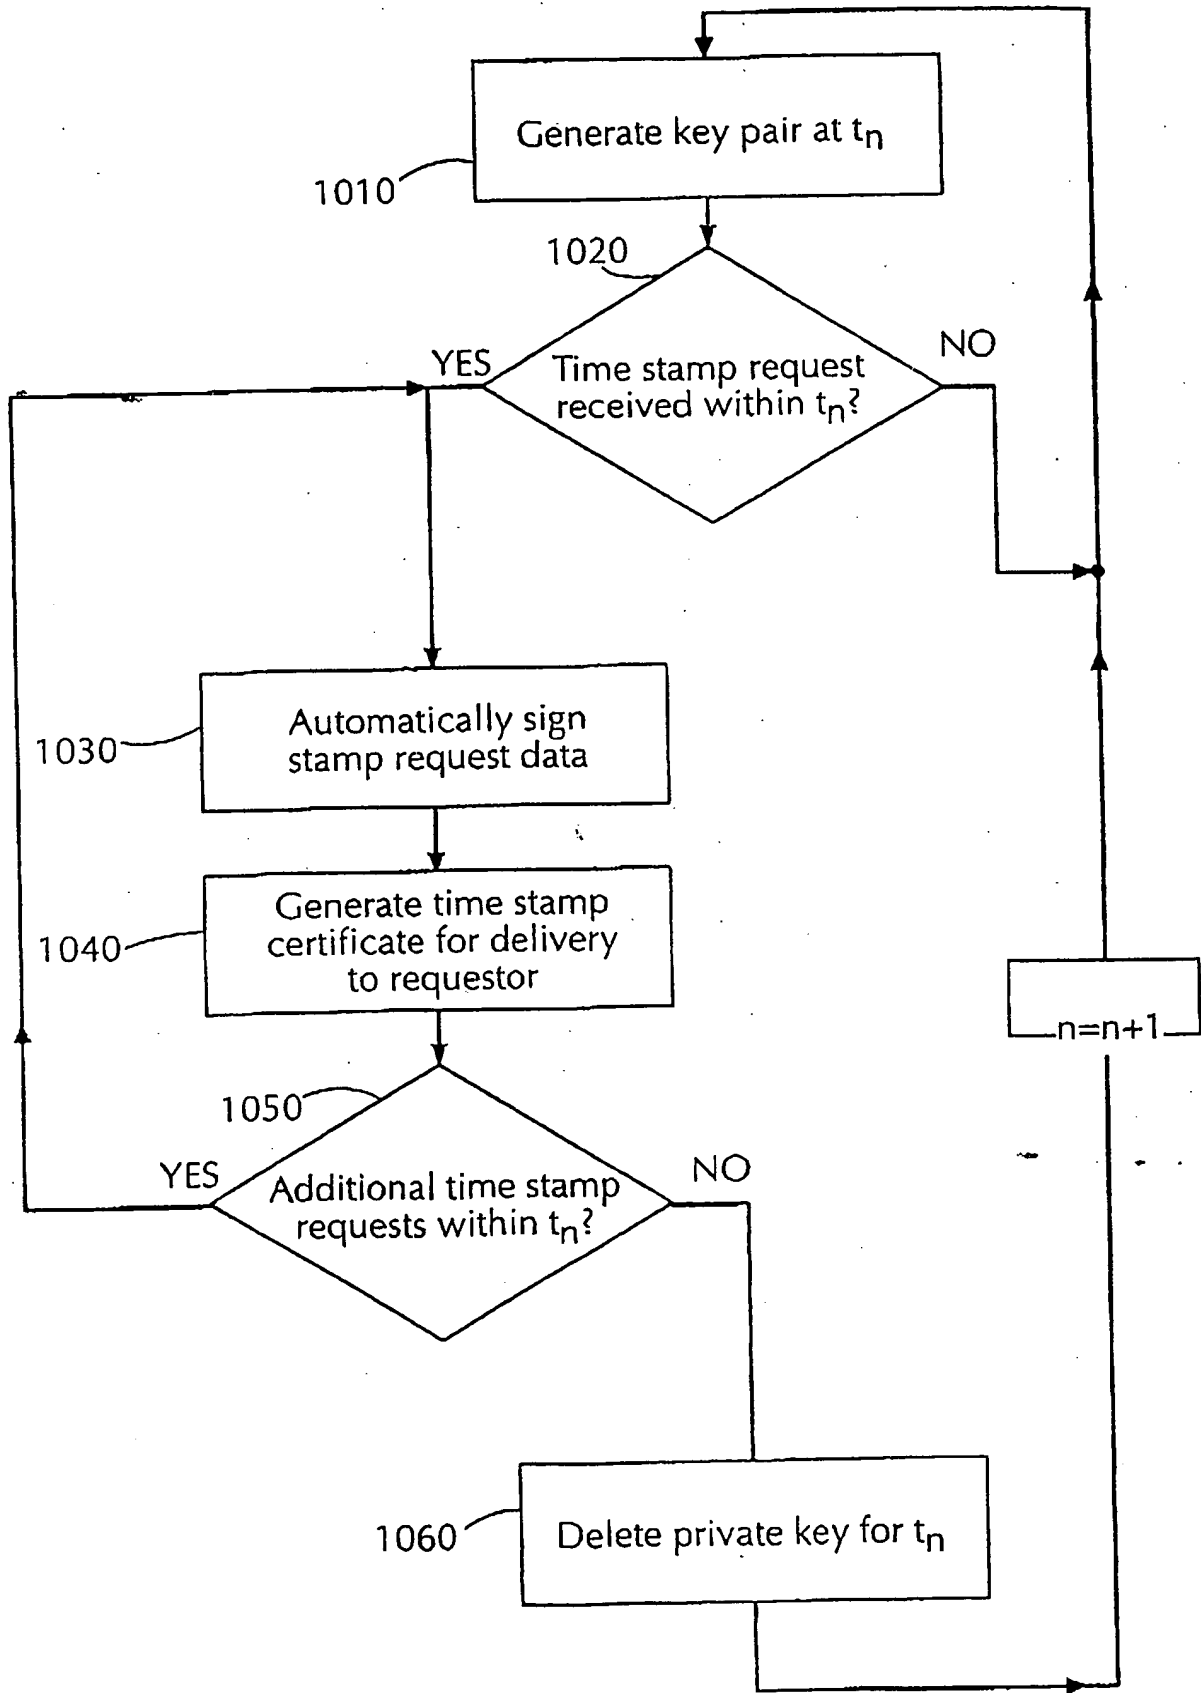 Generate key pair at tn
1010
1020
YES
NO
Time stamp request
received within tn?
Automatically sign
stamp request data
1030
Generate time stamp
certificate for delivery
to requestor
1040
n=n+1
1050
YES
NO
Additional time stamp
requests within tn?
1060
Delete private key for tn